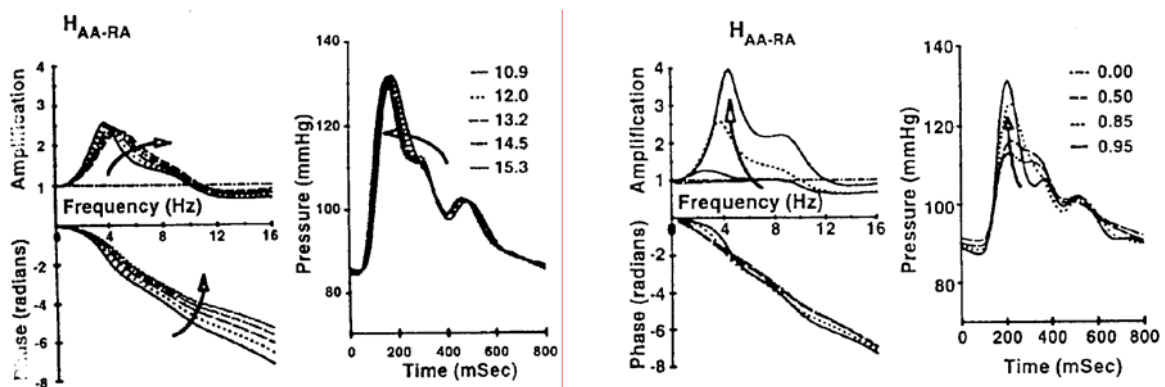 H AA-RA
Amplification
4
3
2
1
Frequency (Hz)
4 8 12 16
Phase (radians)
-2
-4
-6
-8
140
120
100
80
Pressure (mmHg)
0 200 400 600 800
Time (mSec)
10.9
12.0
13.2
14.5
15.3
H AA-RA
Amplification
4
3
2
1
Frequency (Hz)
0 4 8 12 16
Phase (radians)
-2
-4
-6
-8
140
120
100
80
Pressure (mmHg)
0 200 400 600 800
Time (mSec)
0.00
0.50
0.85
0.95